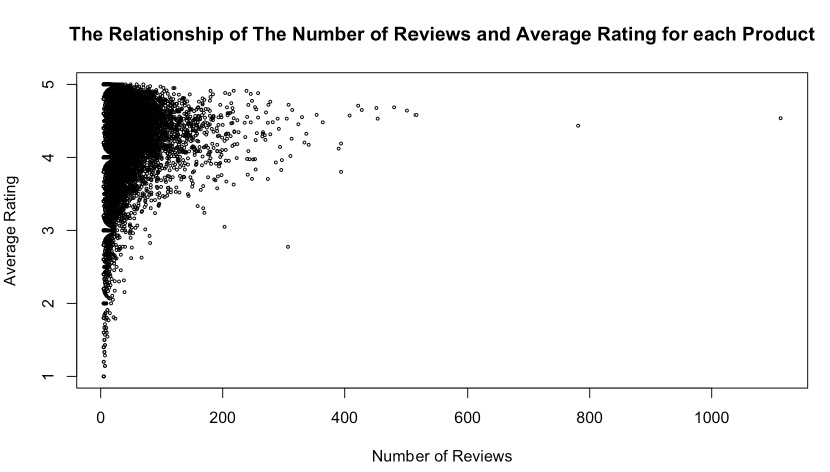 The Relationship of The Number of Reviews and Average Rating for each Product
5
4
3
2
1
Average Rating
0 200 400 600 800 1000
Number of Reviews